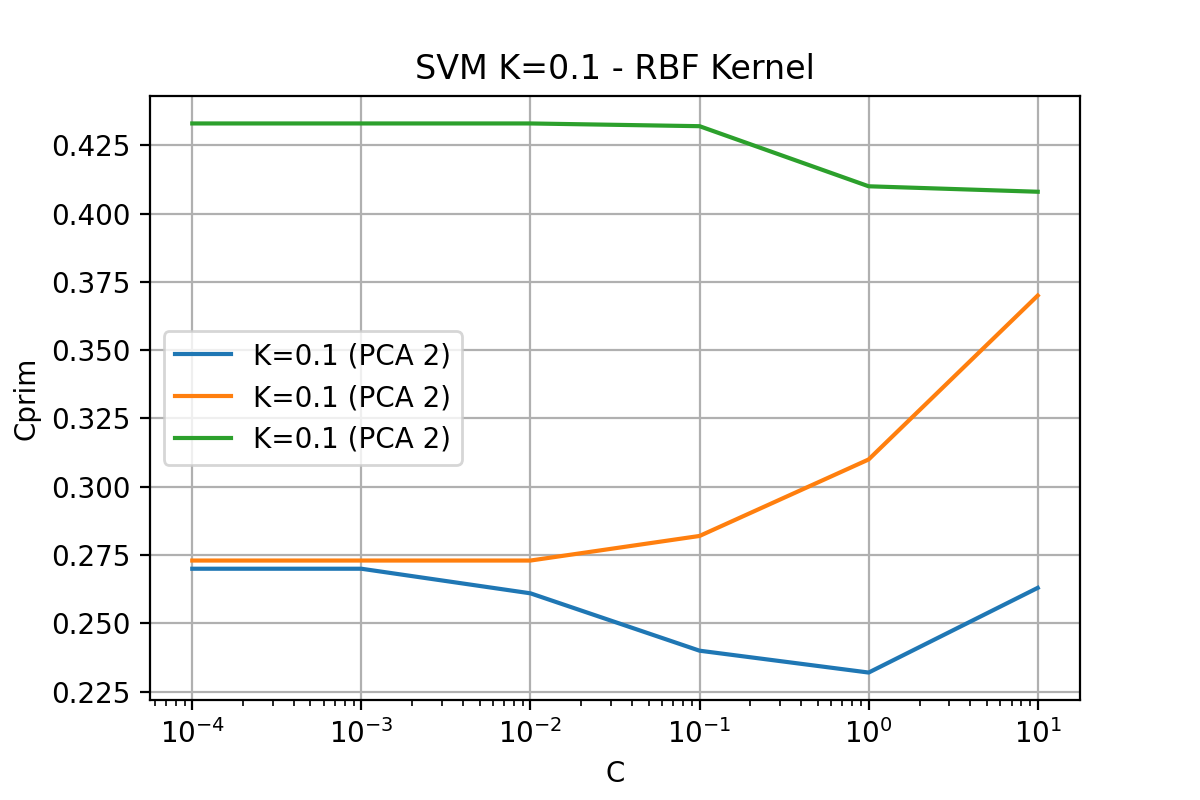 SVM K=0.1 - RBF Kernel
Cprim
0.425
0.400
0.375
0.350
0.325
0.300
0.275
0.250
0.225
K=0.1 (PCA 2)
K=0.1 (PCA 2)
K=0.1 (PCA 2)
10⁻⁴ 10⁻³ 10⁻² 10⁻¹ 10⁰ 10¹
C